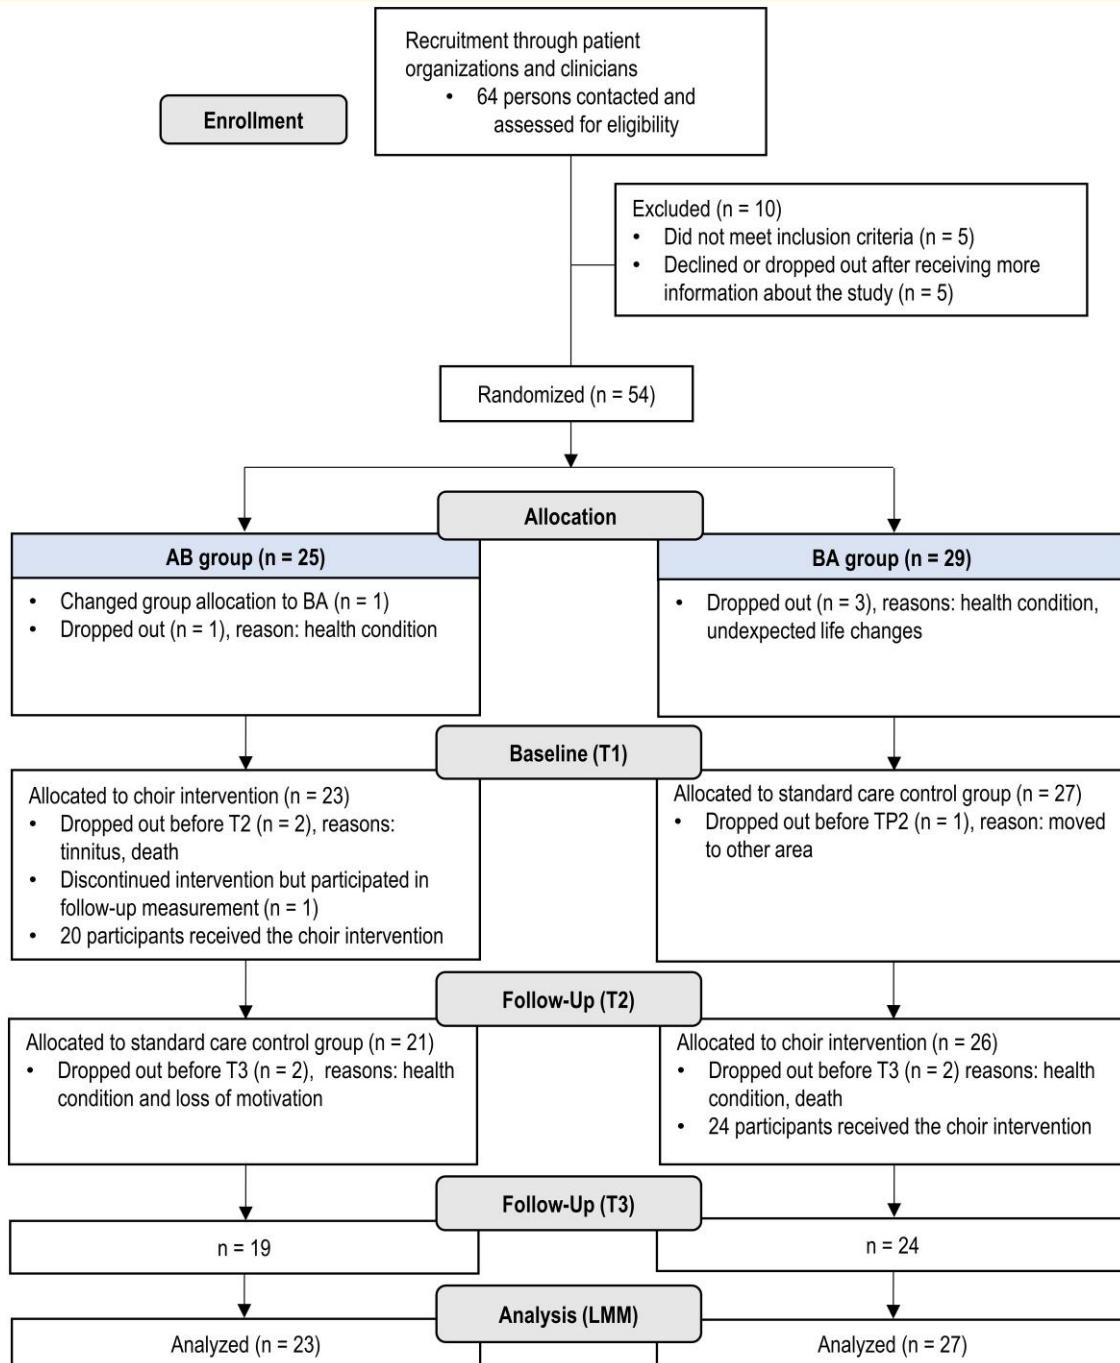 Recruitment through patient
organizations and clinicians
• 64 persons contacted and
assessed for eligibility
Enrollment
Excluded (n = 10)
• Did not meet inclusion criteria (n = 5)
• Declined or dropped out after receiving more
information about the study (n = 5)
Randomized (n = 54)
Allocation
AB group (n = 25)
• Changed group allocation to BA (n = 1)
• Dropped out (n = 1), reason: health condition
BA group (n = 29)
• Dropped out (n = 3), reasons: health condition,
undexpected life changes
Baseline (T1)
Allocated to choir intervention (n = 23)
• Dropped out before T2 (n = 2), reasons:
tinnitus, death
• Discontinued intervention but participated in
follow-up measurement (n = 1)
• 20 participants received the choir intervention
Allocated to standard care control group (n = 27)
• Dropped out before TP2 (n = 1), reason: moved
to other area
Follow-Up (T2)
Allocated to standard care control group (n = 21)
• Dropped out before T3 (n = 2), reasons: health
condition and loss of motivation
Allocated to choir intervention (n = 26)
• Dropped out before T3 (n = 2) reasons: health
condition, death
• 24 participants received the choir intervention
Follow-Up (T3)
n = 19
n = 24
Analysis (LMM)
Analyzed (n = 23)
Analyzed (n = 27)